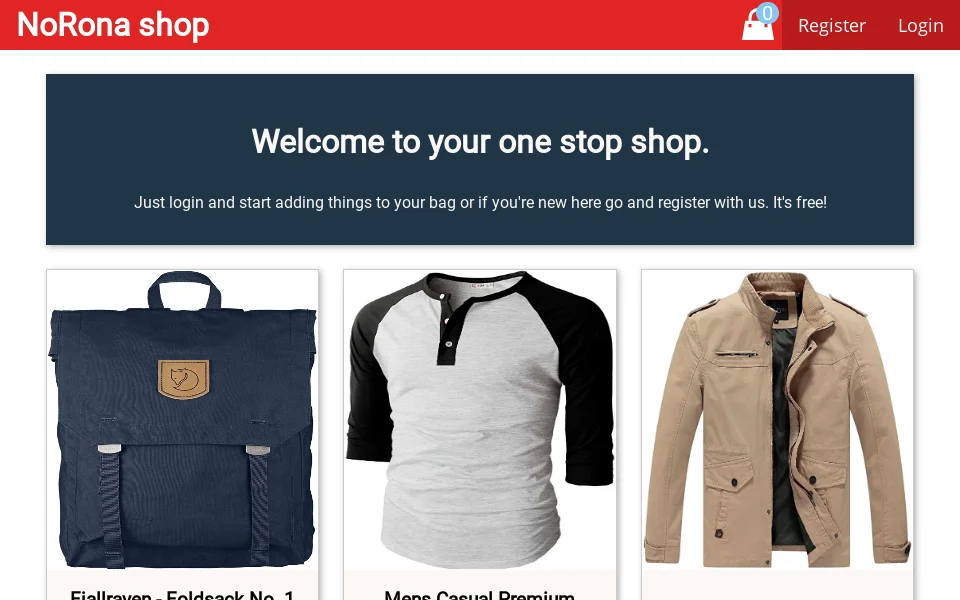 NoRona shop
0
Register
Login
Welcome to your one stop shop.
Just login and start adding things to your bag or if you're new here go and register with us. It's free!
Fjallraven - Foldsack No. 1
Mens Casual Premium